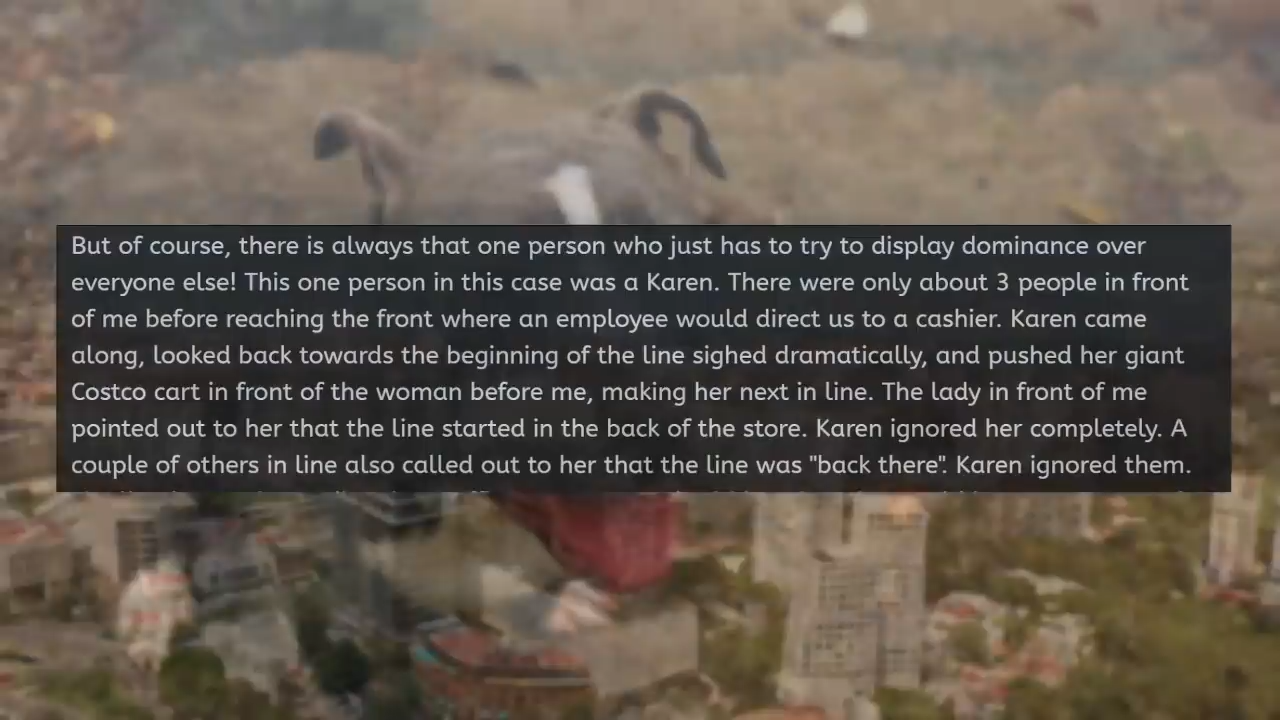 But of course, there is always that one person who just has to try to display dominance over
everyone else! This one person in this case was a Karen. There were only about 3 people in front
of me before reaching the front where an employee would direct us to a cashier. Karen came
along, looked back towards the beginning of the line sighed dramatically, and pushed her giant
Costco cart in front of the woman before me, making her next in line. The lady in front of me
pointed out to her that the line started in the back of the store. Karen ignored her completely. A
couple of others in line also called out to her that the line was "back there". Karen ignored them.